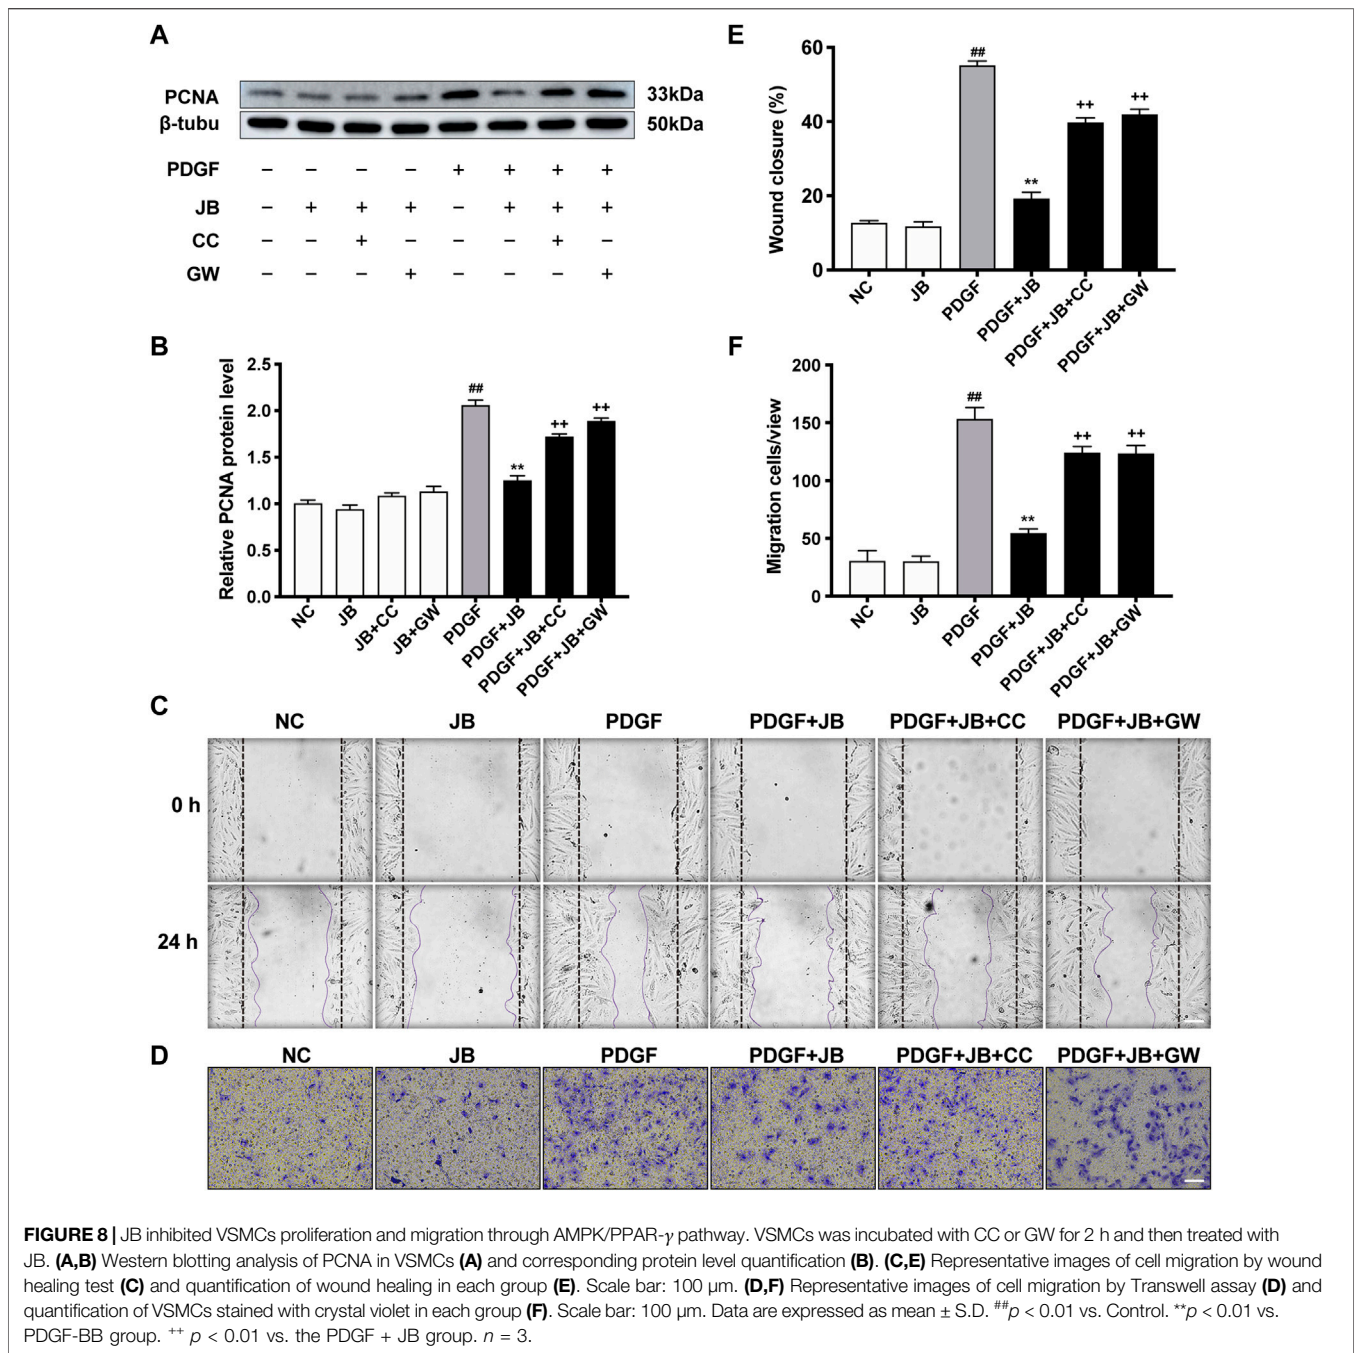 A
PCNA 33kDa
β-tubu 50kDa
PDGF − − − − + + + +
JB − + + + − + + +
CC − − + − − − + −
GW − − − + − − − +
B
Relative PCNA protein level
2.5
2.0
1.5
1.0
0.5
0.0
## ** ++ ++
NC JB JB+CC JB+GW PDGF PDGF+JB PDGF+JB+CC PDGF+JB+GW
E
Wound closure (%)
60
40
20
0
## ** ++ ++
NC JB PDGF PDGF+JB PDGF+JB+CC PDGF+JB+GW
F
Migration cells/view
200
150
100
50
0
## ** ++ ++
NC JB PDGF PDGF+JB PDGF+JB+CC PDGF+JB+GW
C
NC JB PDGF PDGF+JB PDGF+JB+CC PDGF+JB+GW
0 h
24 h
D
NC JB PDGF PDGF+JB PDGF+JB+CC PDGF+JB+GW
FIGURE 8 | JB inhibited VSMCs proliferation and migration through AMPK/PPAR-γ pathway. VSMCs was incubated with CC or GW for 2 h and then treated with
JB. (A,B) Western blotting analysis of PCNA in VSMCs (A) and corresponding protein level quantification (B). (C,E) Representative images of cell migration by wound
healing test (C) and quantification of wound healing in each group (E). Scale bar: 100 μm. (D,F) Representative images of cell migration by Transwell assay (D) and
quantification of VSMCs stained with crystal violet in each group (F). Scale bar: 100 μm. Data are expressed as mean ± S.D. ##p < 0.01 vs. Control. **p < 0.01 vs.
PDGF-BB group. ++ p < 0.01 vs. the PDGF + JB group. n = 3.